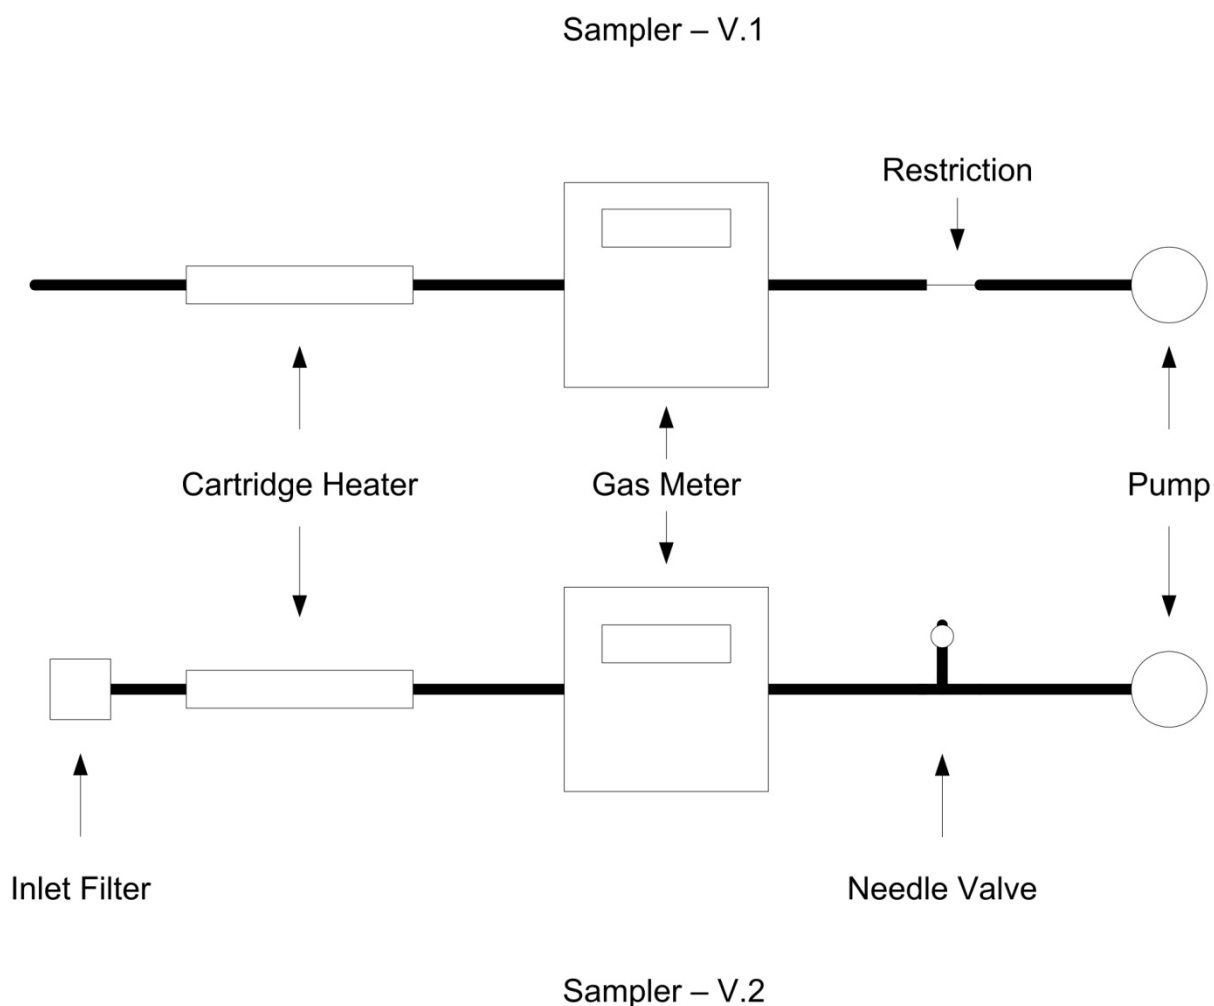 Sampler – V.1
Restriction
Cartridge Heater
Gas Meter
Pump
Inlet Filter
Needle Valve
Sampler – V.2